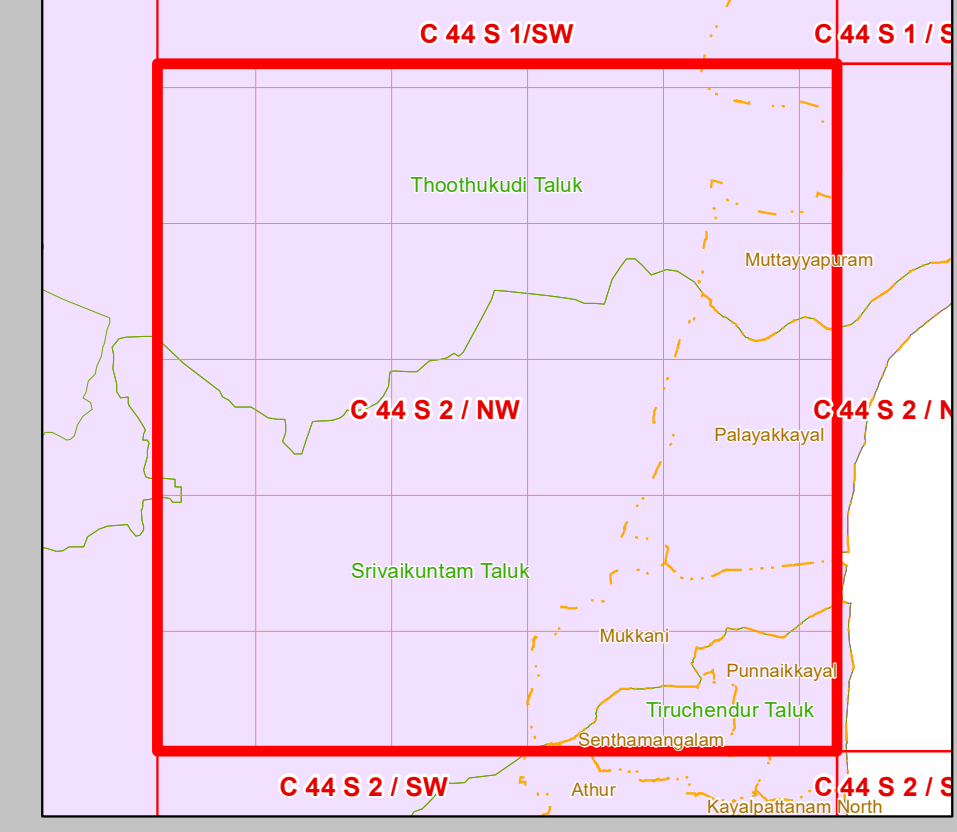 C 44 S 1/SW
C 44 S 1 / S
Thoothukudi Taluk
Muttayyapuram
C 44 S 2 / NW
C 44 S 2 / N
Palayakkayal
Srivaikuntam Taluk
Mukkani
Punnaikkayal
Tiruchendur Taluk
Senthamangalam
C 44 S 2 / SW
Athur
C 44 S 2 / S
Kayalpattanam North